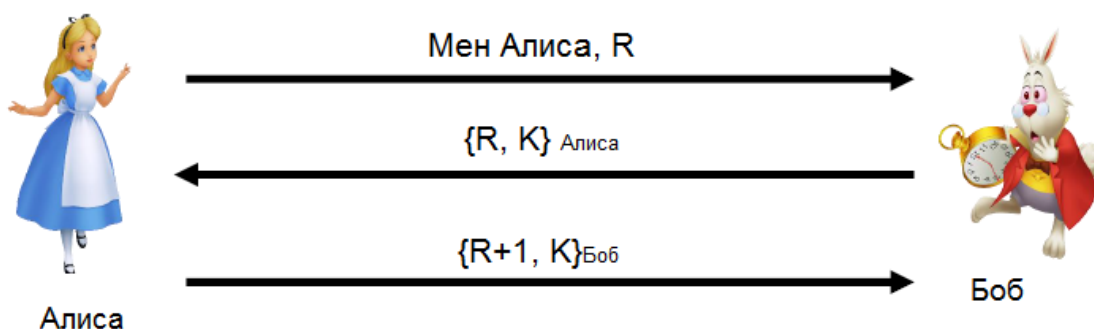 Мен Алиса, R
{R, K} Алиса
{R+1, K}Боб
Алиса
Боб